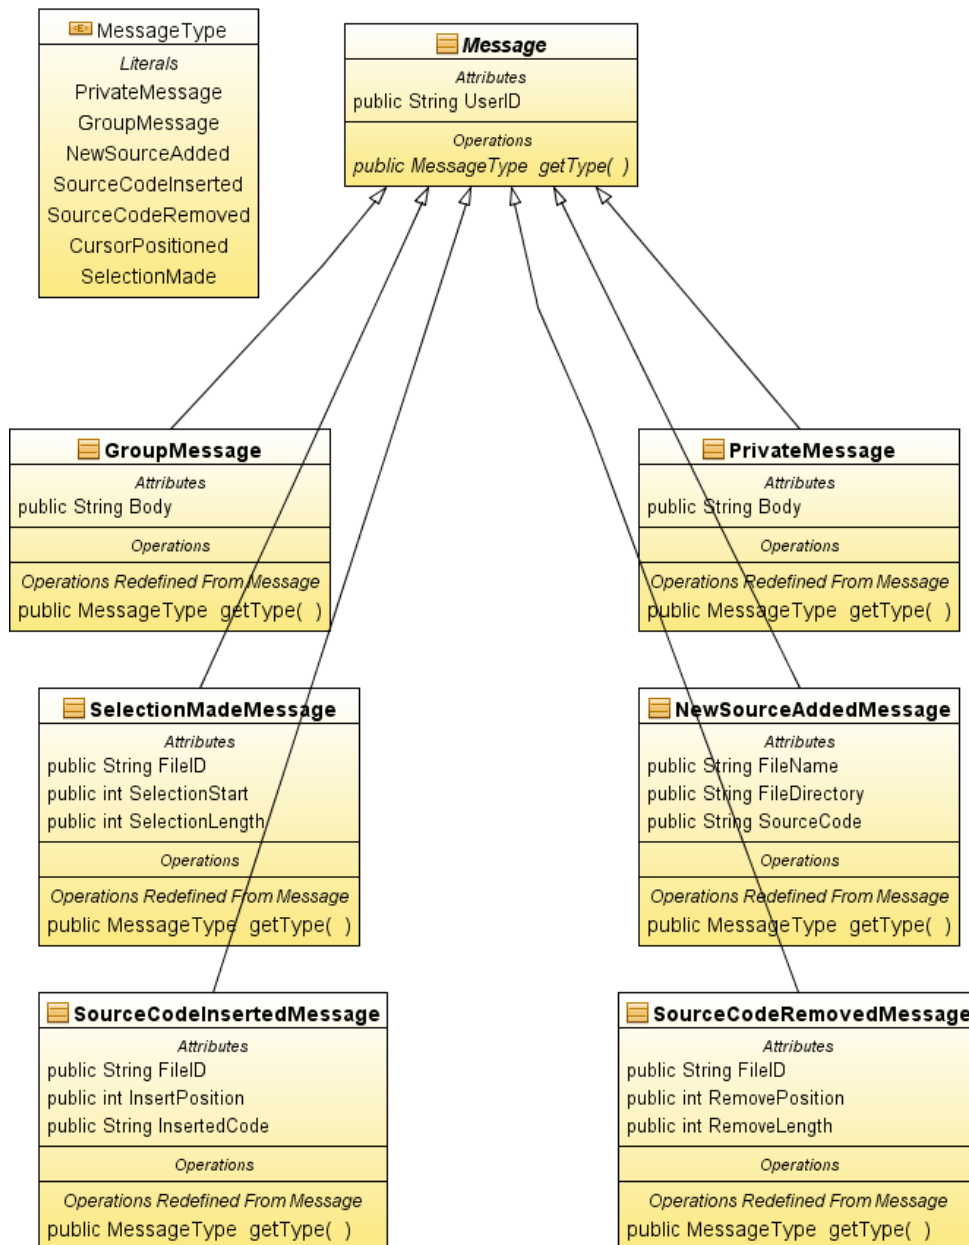 MessageType
Literals
PrivateMessage
GroupMessage
NewSourceAdded
SourceCodeInserted
SourceCodeRemoved
CursorPositioned
SelectionMade
Message
Attributes
public String UserID
Operations
public MessageType getType( )
GroupMessage
Attributes
public String Body
Operations
Operations Redefined From Message
public MessageType getType( )
PrivateMessage
Attributes
public String Body
Operations
Operations Redefined From Message
public MessageType getType( )
SelectionMadeMessage
Attributes
public String FileID
public int SelectionStart
public int SelectionLength
Operations
Operations Redefined From Message
public MessageType getType( )
NewSourceAddedMessage
Attributes
public String FileName
public String FileDirectory
public String SourceCode
Operations
Operations Redefined From Message
public MessageType getType( )
SourceCodeInsertedMessage
Attributes
public String FileID
public int InsertPosition
public String InsertedCode
Operations
Operations Redefined From Message
public MessageType getType( )
SourceCodeRemovedMessage
Attributes
public String FileID
public int RemovePosition
public int RemoveLength
Operations
Operations Redefined From Message
public MessageType getType( )